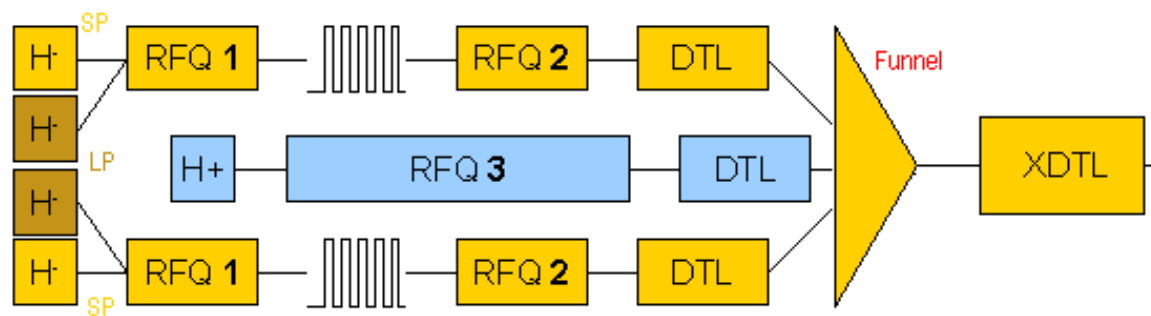 SP
H- RFQ 1 RFQ 2 DTL
Funnel
H-
LP
H+ RFQ 3 DTL XDTL
H-
H- RFQ 1 RFQ 2 DTL
SP